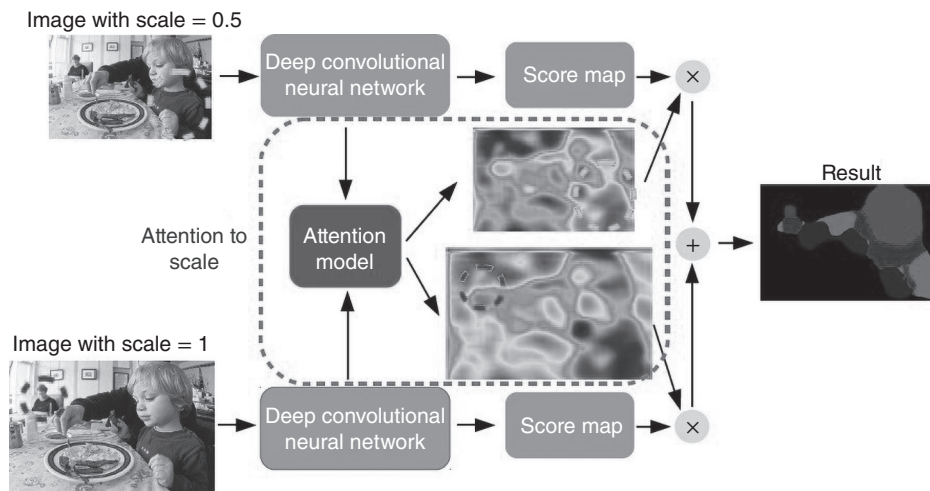 Image with scale = 0.5
Deep convolutional
neural network
Score map
×
Attention to
scale
Attention
model
+
Result
Image with scale = 1
Deep convolutional
neural network
Score map
×